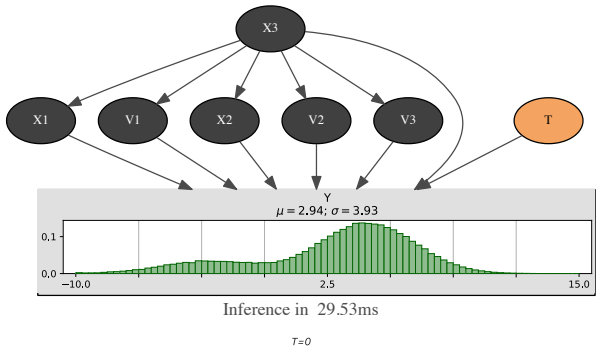 X3
X1 V1 X2 V2 V3 T
Y
μ = 2.94; σ = 3.93
0.1
0.0
−10.0 2.5 15.0
Inference in 29.53ms
T=0